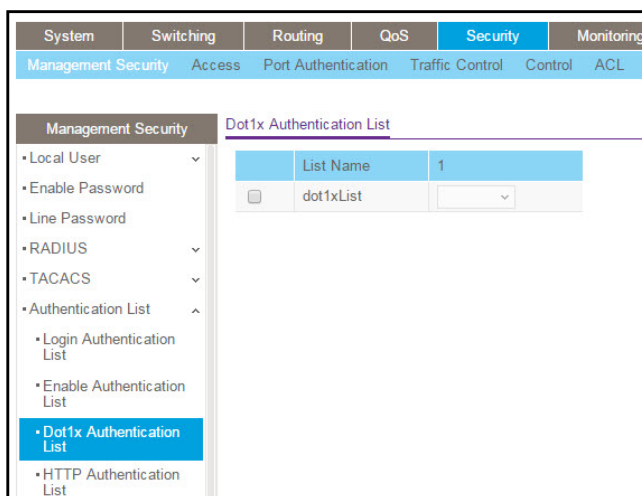 System Switching Routing QoS Security Monitoring
Management Security Access Port Authentication Traffic Control Control ACL
Management Security
Dot1x Authentication List
List Name 1
dot1xList
Local User
Enable Password
Line Password
RADIUS
TACACS
Authentication List
Login Authentication
List
Enable Authentication
List
Dot1x Authentication
List
HTTP Authentication
List